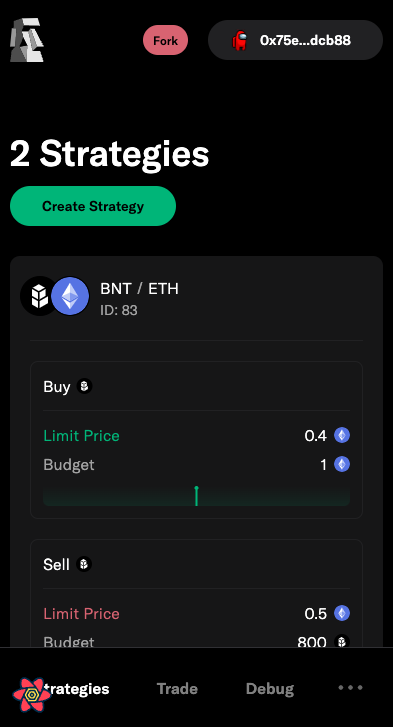 Fork
0x75e...dcb88
2 Strategies
Create Strategy
BNT / ETH
ID: 83
Buy
Limit Price 0.4
Budget 1
Sell
Limit Price 0.5
Budget 800
trategies Trade Debug